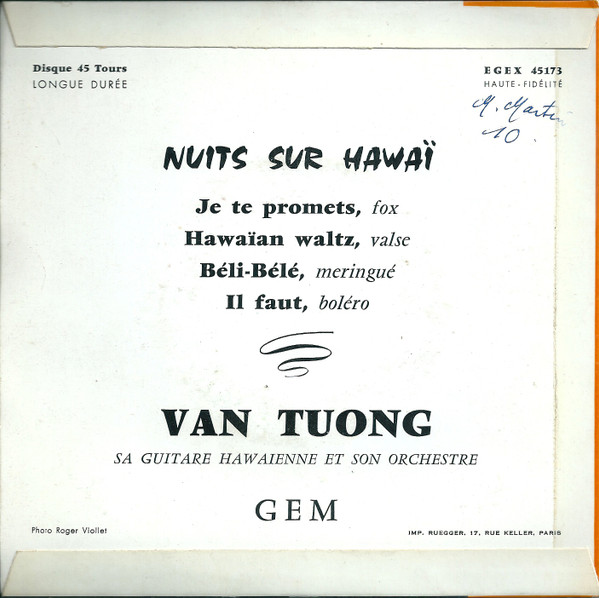 Disque 45 Tours
LONGUE DURÉE
EGEX 45173
HAUTE-FIDÉLITÉ
M. Martin
10
NUITS SUR HAWAÏ
Je te promets, fox
Hawaïan waltz, valse
Béli-Bélé, meringué
Il faut, boléro
VAN TUONG
SA GUITARE HAWAIENNE ET SON ORCHESTRE
GEM
Photo Roger Viollet
IMP. RUEGGER, 17, RUE KELLER, PARIS